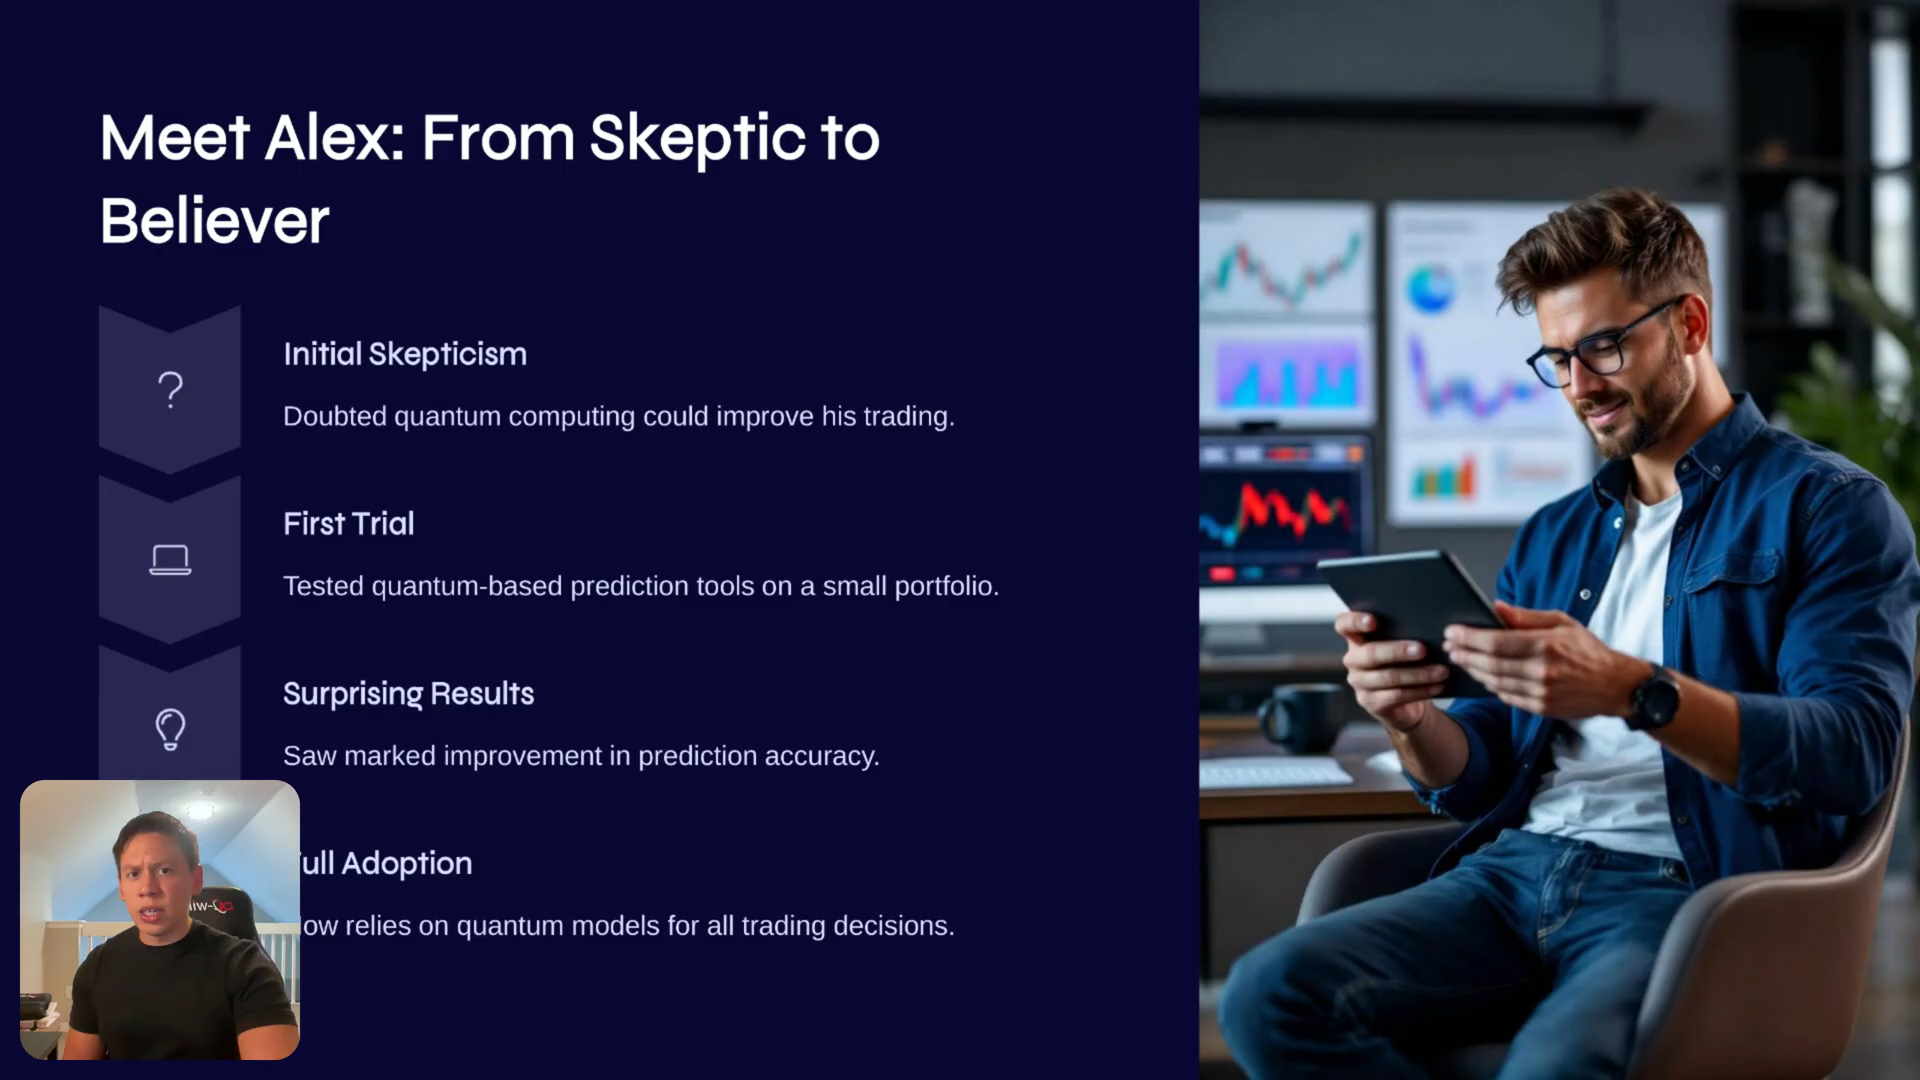 Meet Alex: From Skeptic to
Believer
?
Initial Skepticism
Doubted quantum computing could improve his trading.
First Trial
Tested quantum-based prediction tools on a small portfolio.
Surprising Results
Saw marked improvement in prediction accuracy.
ull Adoption
ow relies on quantum models for all trading decisions.